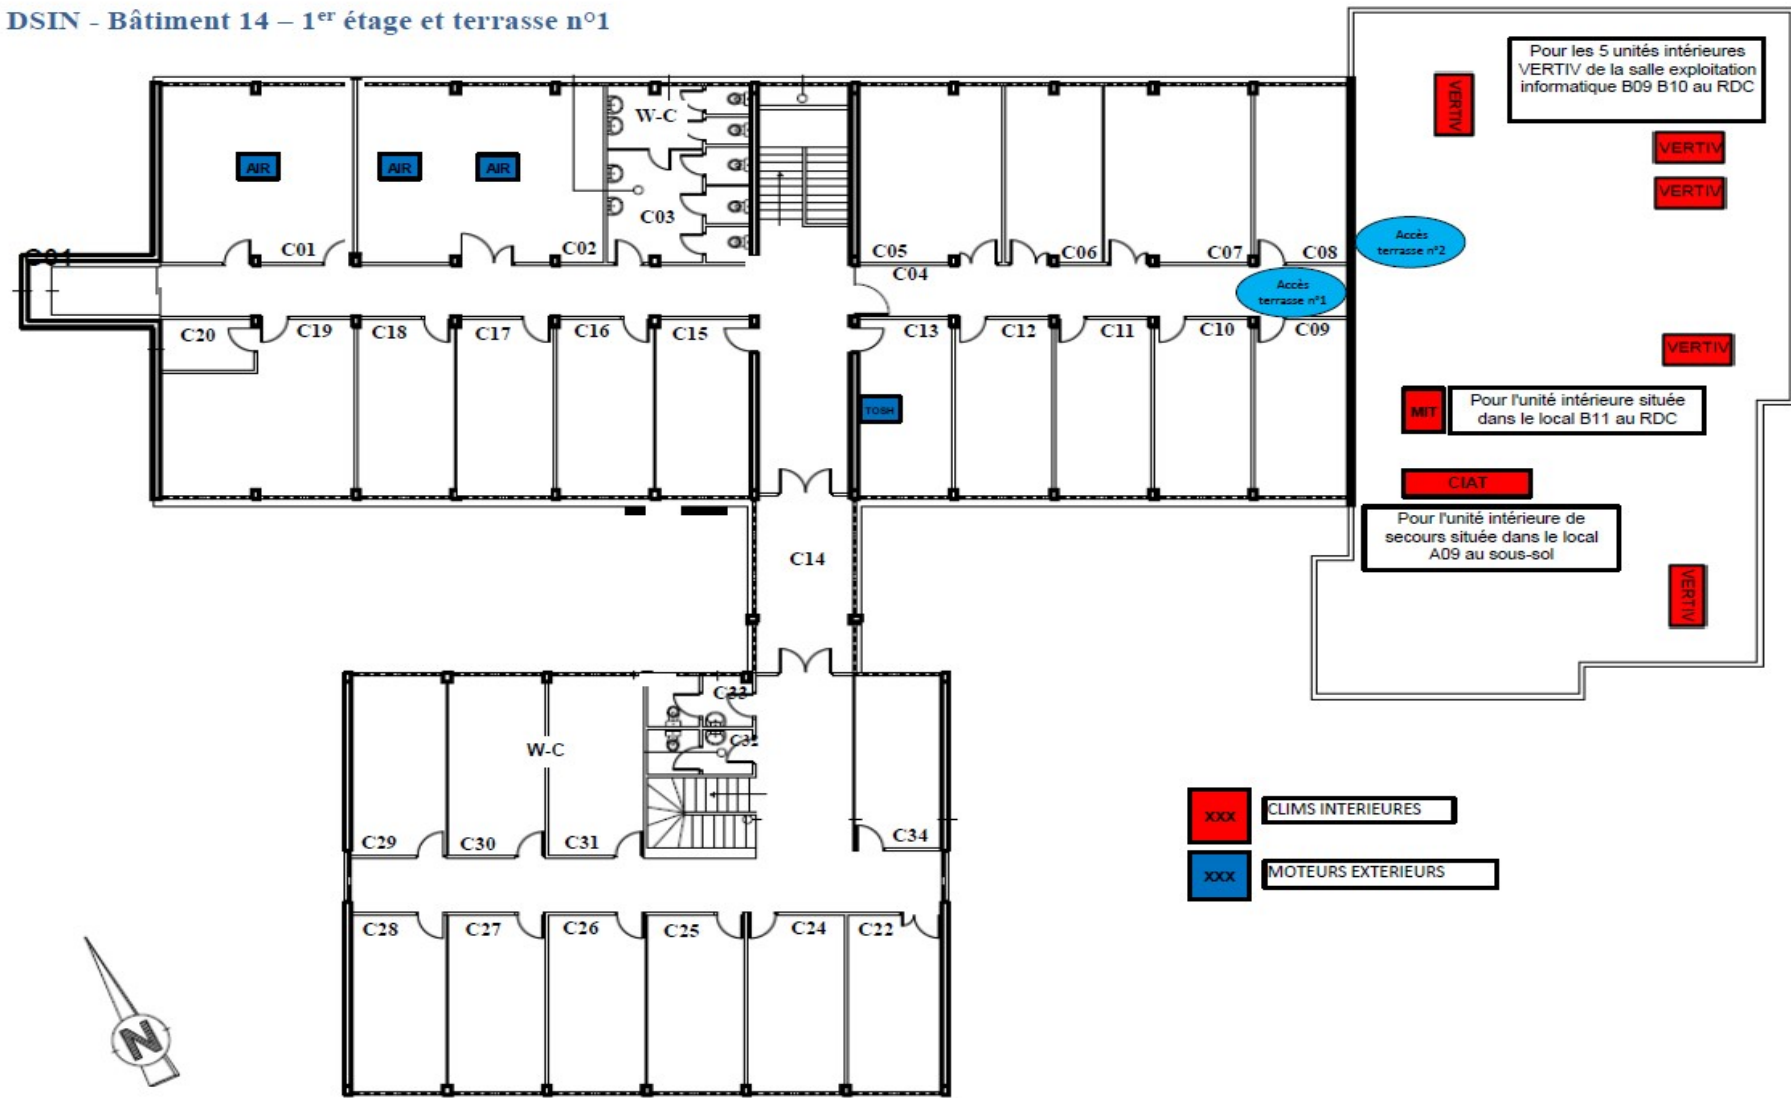 DSIN - Bâtiment 14 – 1er étage et terrasse n°1
Pour les 5 unités intérieures
VERTIV de la salle exploitation
informatique B09 B10 au RDC
VERTIV
VERTIV
VERTIV
W-C
AIR
AIR
AIR
C03
C01
C01
C02
C05
C06
C07
C08
C04
Accès
terrasse n°2
Accès
terrasse n°1
C20
C19
C18
C17
C16
C15
C13
C12
C11
C10
C09
VERTIV
TOSH
MIT
Pour l'unité intérieure située
dans le local B11 au RDC
CIAT
Pour l'unité intérieure de
secours située dans le local
A09 au sous-sol
C14
VERTIV
C33
W-C
C32
C29
C30
C31
C34
XXX
CLIMS INTERIEURES
XXX
MOTEURS EXTERIEURS
C28
C27
C26
C25
C24
C22
N